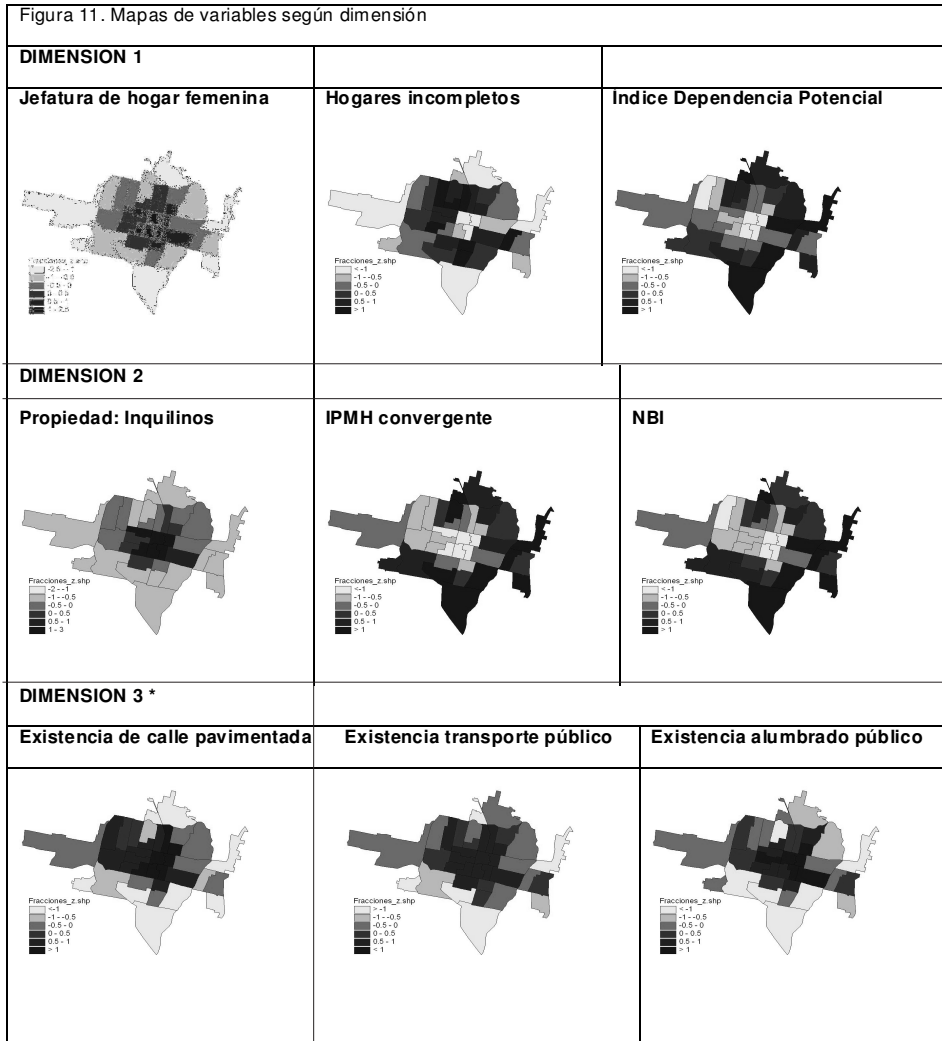 Figura 11. Mapas de variables según dimensión
DIMENSION 1
Jefatura de hogar femenina
Hogares incompletos
Indice Dependencia Potencial
Fracciones_z.shp
< -1
-1 - -0.5
-0.5 - 0
0 - 0.5
0.5 - 1
> 1
Fracciones_z.shp
< -1
-1 - -0.5
-0.5 - 0
0 - 0.5
0.5 - 1
> 1
DIMENSION 2
Propiedad: Inquilinos
IPMH convergente
NBI
Fracciones_z.shp
-2 - -1
-1 - -0.5
-0.5 - 0
0 - 0.5
0.5 - 1
1 - 3
Fracciones_z.shp
<-1
-1 - -0.5
-0.5 - 0
0 - 0.5
0.5 - 1
> 1
Fracciones_z.shp
< -1
-1 - -0.5
-0.5 - 0
0 - 0.5
0.5 - 1
> 1
DIMENSION 3 *
Existencia de calle pavimentada
Existencia transporte público
Existencia alumbrado público
Fracciones_z.shp
<-1
-1 - -0.5
-0.5 - 0
0 - 0.5
0.5 - 1
> 1
Fracciones_z.shp
> -1
-1 - -0.5
-0.5 - 0
0 - 0.5
0.5 - 1
< 1
Fracciones_z.shp
< -1
-1 - -0.5
-0.5 - 0
0 - 0.5
0.5 - 1
> 1